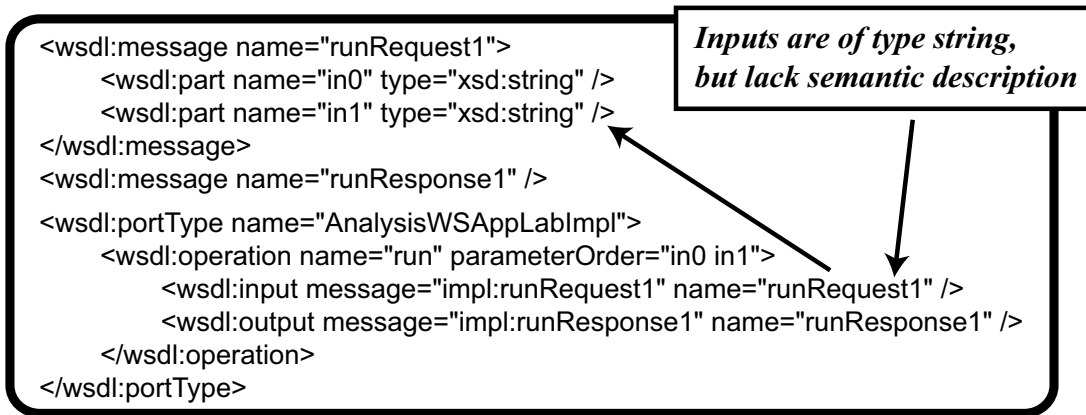 Inputs are of type string,
but lack semantic description
<wsdl:message name="runRequest1">
<wsdl:part name="in0" type="xsd:string" />
<wsdl:part name="in1" type="xsd:string" />
</wsdl:message>
<wsdl:message name="runResponse1" />
<wsdl:portType name="AnalysisWSAppLabImpl">
<wsdl:operation name="run" parameterOrder="in0 in1">
<wsdl:input message="impl:runRequest1" name="runRequest1" />
<wsdl:output message="impl:runResponse1" name="runResponse1" />
</wsdl:operation>
</wsdl:portType>